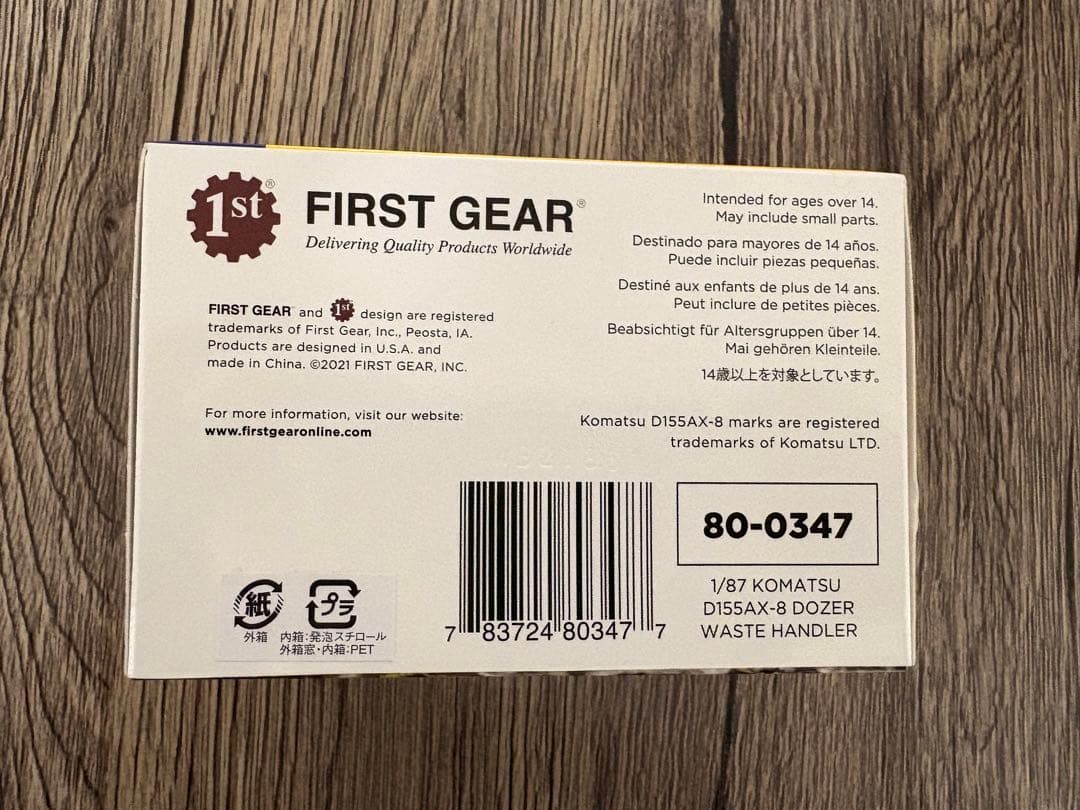 1st ®
FIRST GEAR®
Delivering Quality Products Worldwide
FIRST GEAR and 1st design are registered
trademarks of First Gear, Inc., Peosta, IA.
Products are designed in U.S.A. and
made in China. ©2021 FIRST GEAR, INC.
For more information, visit our website:
www.firstgearonline.com
Intended for ages over 14.
May include small parts.
Destinado para mayores de 14 años.
Puede incluir piezas pequeñas.
Destiné aux enfants de plus de 14 ans.
Peut inclure de petites pièces.
Beabsichtigt für Altersgruppen über 14.
Mai gehören Kleinteile.
14歳以上を対象としています。
Komatsu D155AX-8 marks are registered
trademarks of Komatsu LTD.
80-0347
1/87 KOMATSU
D155AX-8 DOZER
WASTE HANDLER
7 83724 80347 7
紙 プラ
外箱 内箱:発泡スチロール
外箱窓・内箱:PET